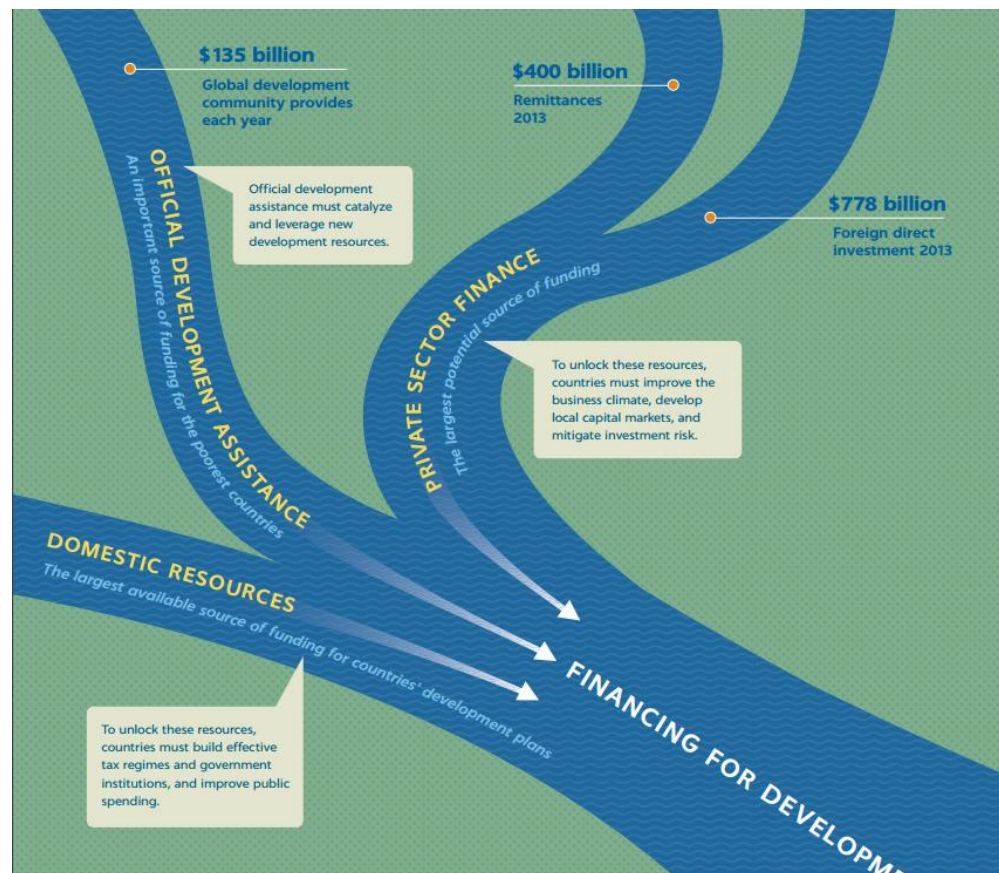 $135 billion
Global development
community provides
each year
$400 billion
Remittances
2013
$778 billion
Foreign direct
investment 2013
OFFICIAL DEVELOPMENT ASSISTANCE
An important source of funding for the poorest countries
Official development
assistance must catalyze
and leverage new
development resources.
PRIVATE SECTOR FINANCE
The largest potential source of funding
To unlock these resources,
countries must improve the
business climate, develop
local capital markets, and
mitigate investment risk.
DOMESTIC RESOURCES
The largest available source of funding for countries' development plans
To unlock these resources,
countries must build effective
tax regimes and government
institutions, and improve public
spending.
FINANCING FOR DEVELOPME